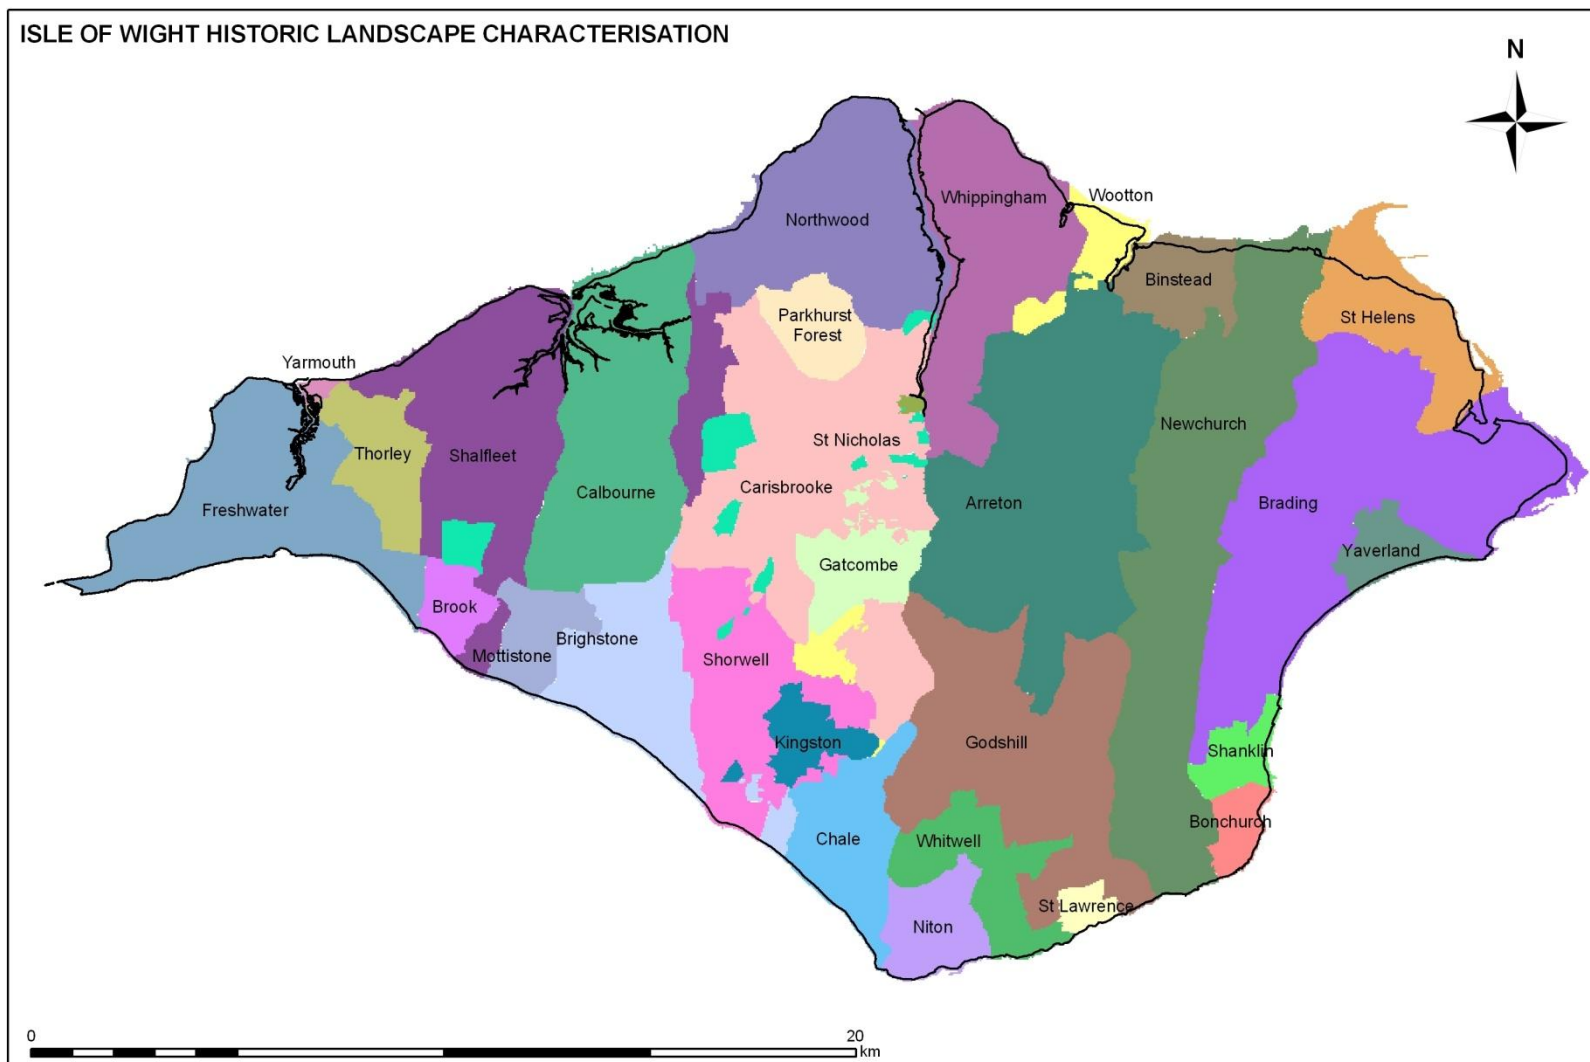 ISLE OF WIGHT HISTORIC LANDSCAPE CHARACTERISATION
N
Whippingham
Wootton
Northwood
Binstead
Parkhurst
Forest
St Helens
Yarmouth
Newchurch
St Nicholas
Thorley
Shalfleet
Calbourne
Carisbrooke
Arreton
Brading
Freshwater
Yaverland
Gatcombe
Brook
Brighstone
Mottistone
Shorwell
Kingston
Godshill
Shanklin
Bonchurch
Chale
Whitwell
St Lawrence
Niton
0
20
km